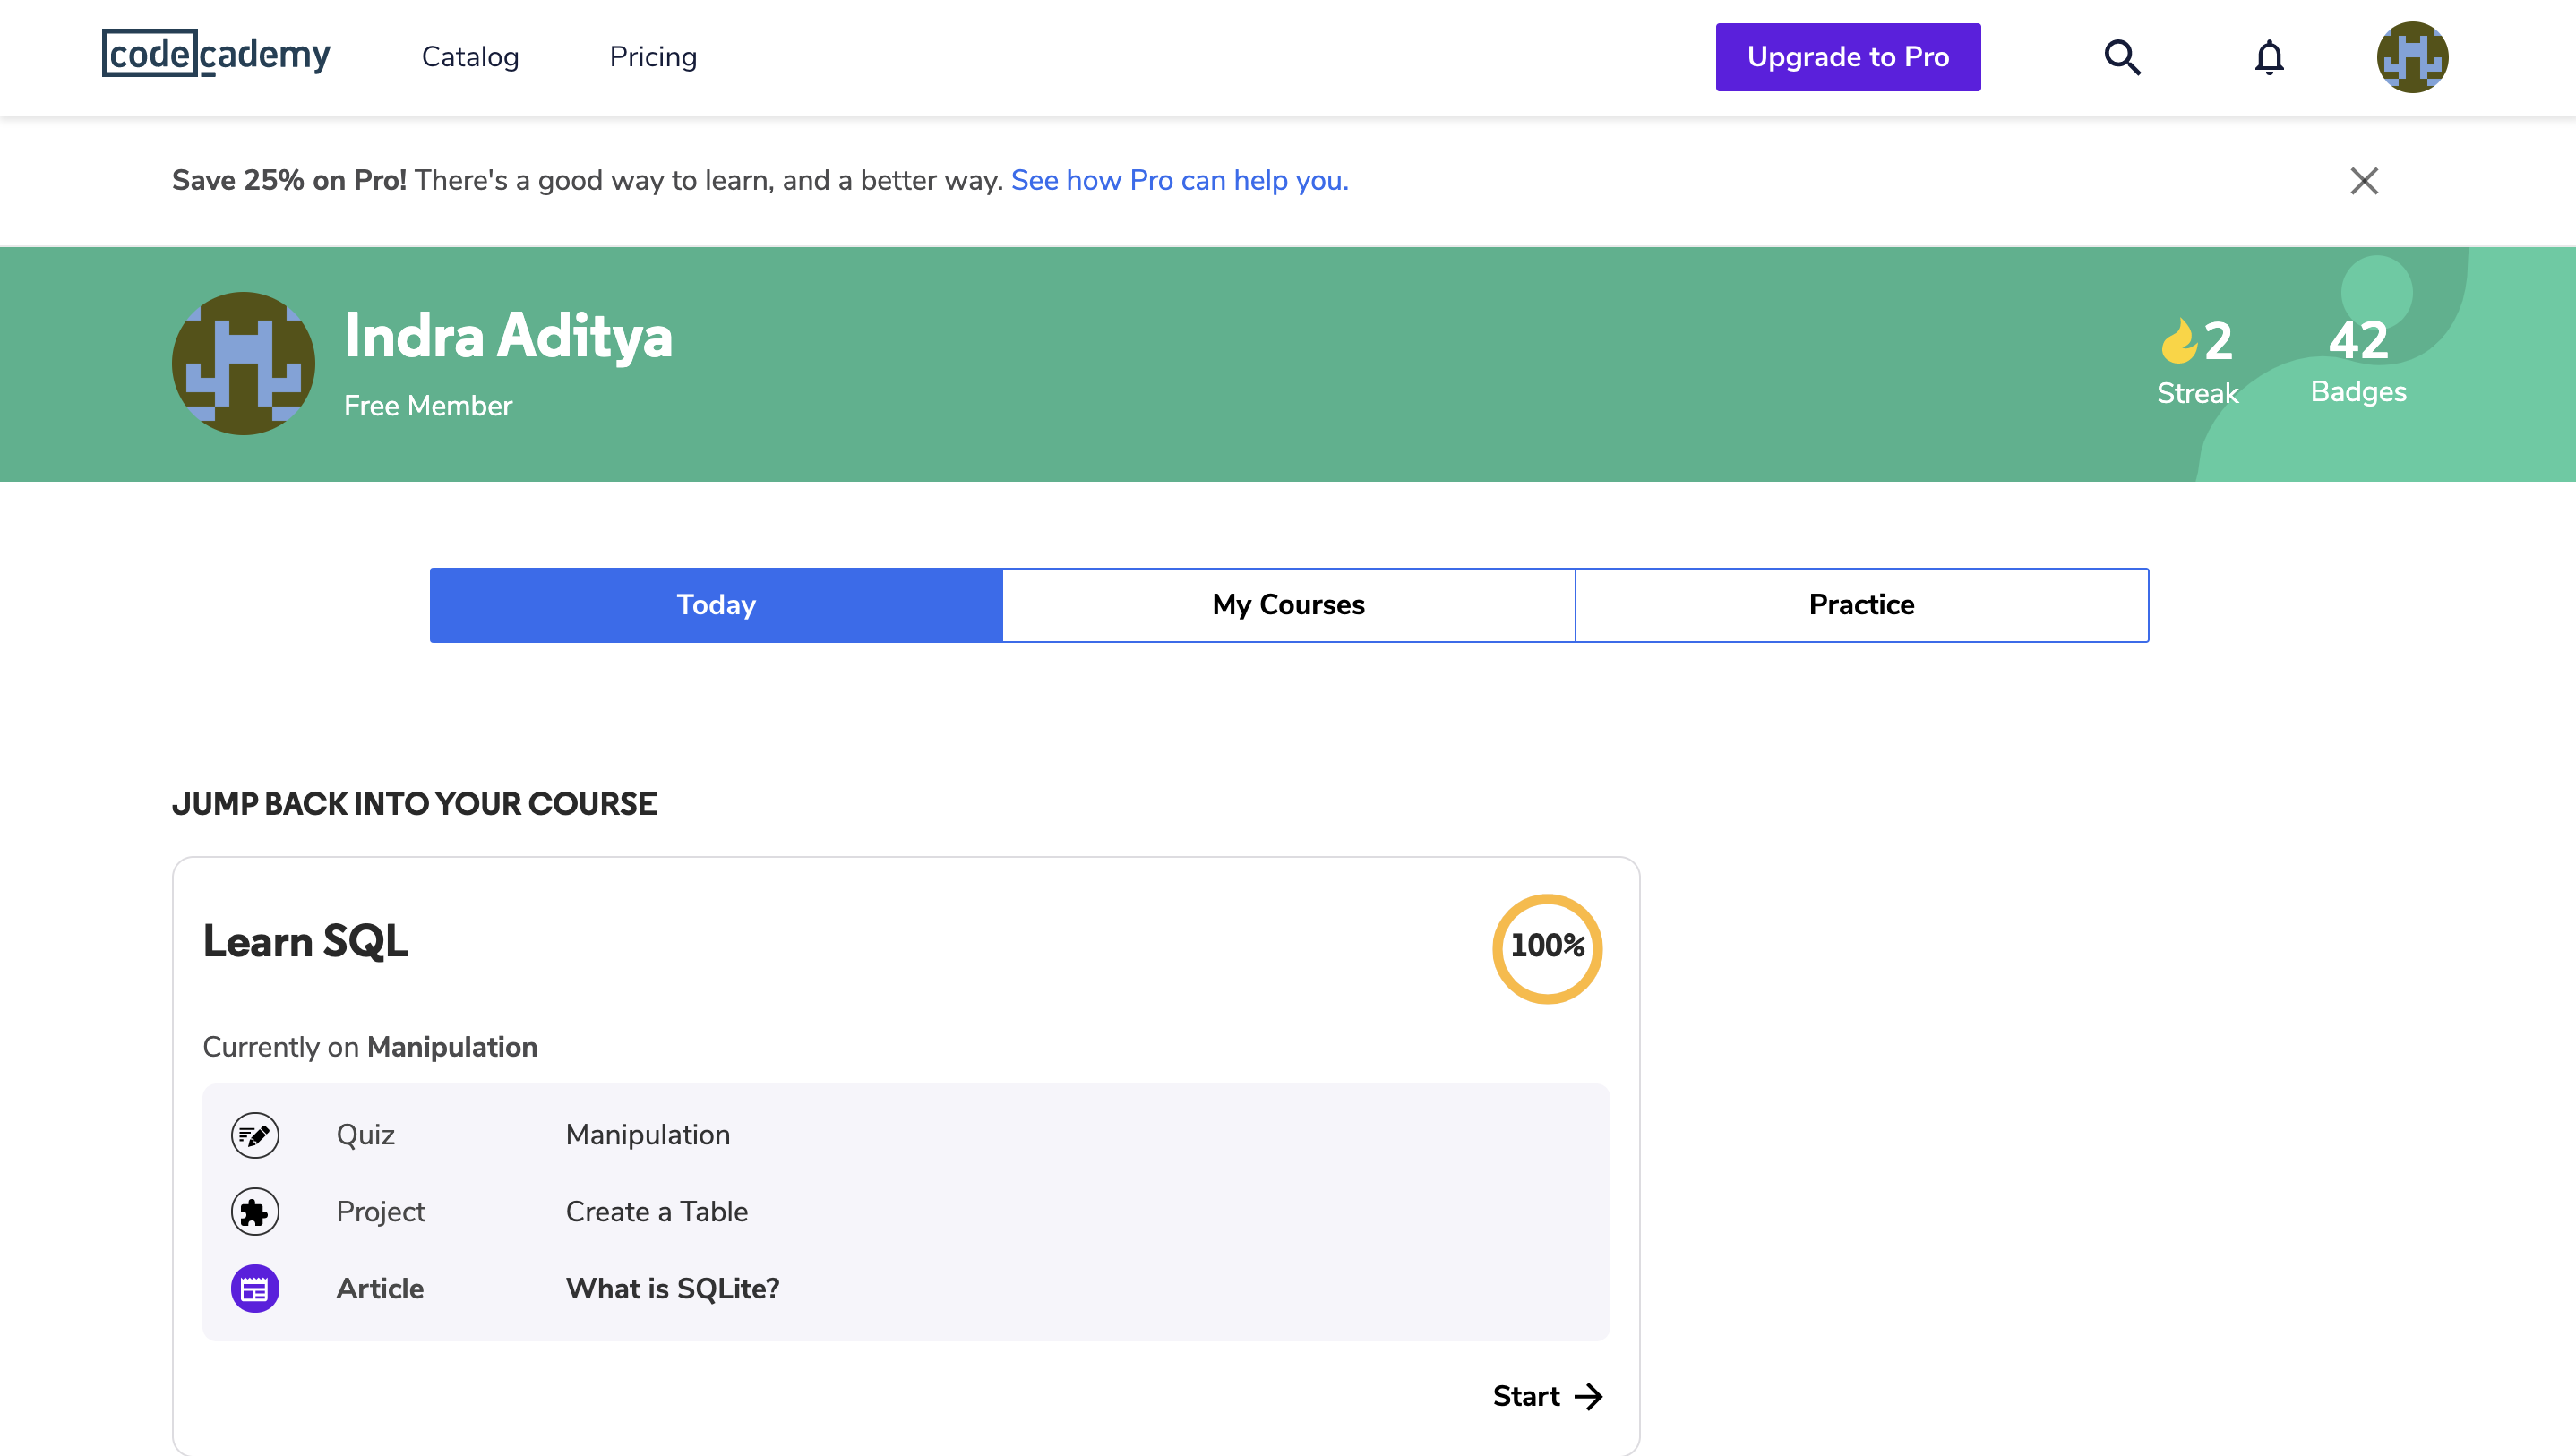 codecademy Catalog Pricing Upgrade to Pro
Save 25% on Pro! There's a good way to learn, and a better way. See how Pro can help you.
Indra Aditya
Free Member
2
Streak
42
Badges
Today My Courses Practice
JUMP BACK INTO YOUR COURSE
Learn SQL
100%
Currently on Manipulation
Quiz Manipulation
Project Create a Table
Article What is SQLite?
Start